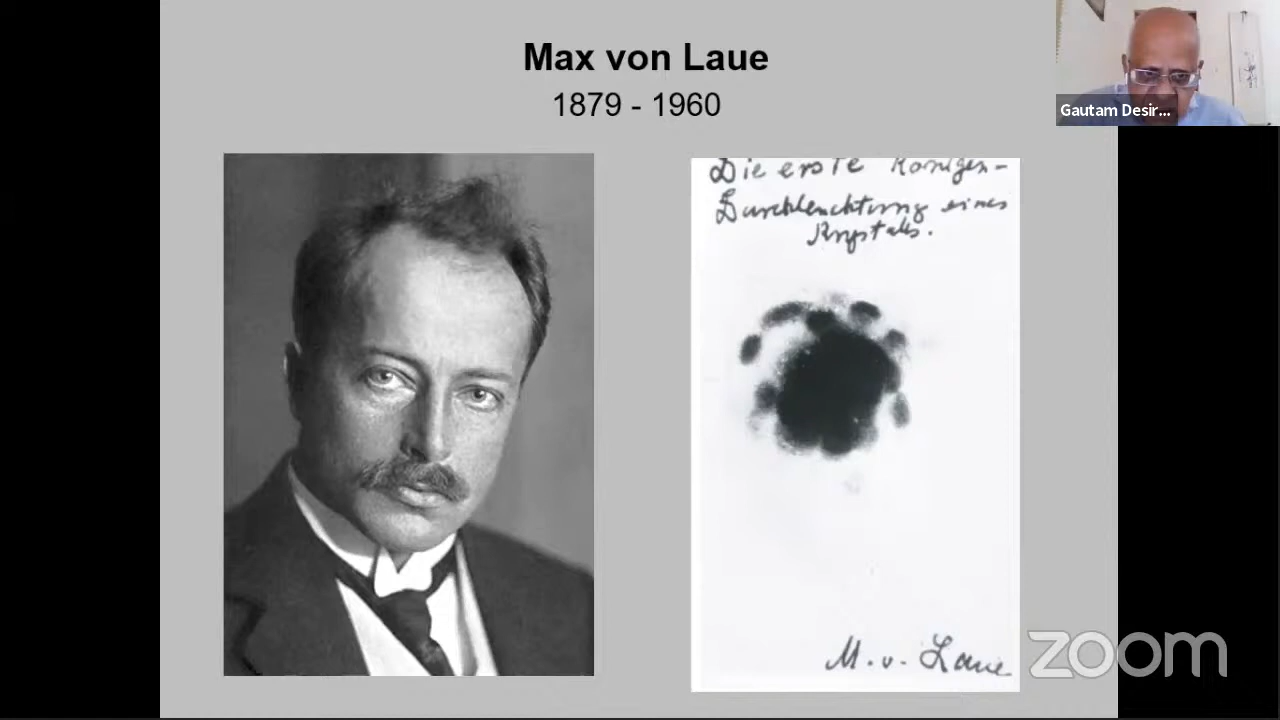 Max von Laue
1879 - 1960
Gautam Desir...
Die erste Röntgen-
Durchleuchtung eines
Krystalls.
M. v. Laue
zoom